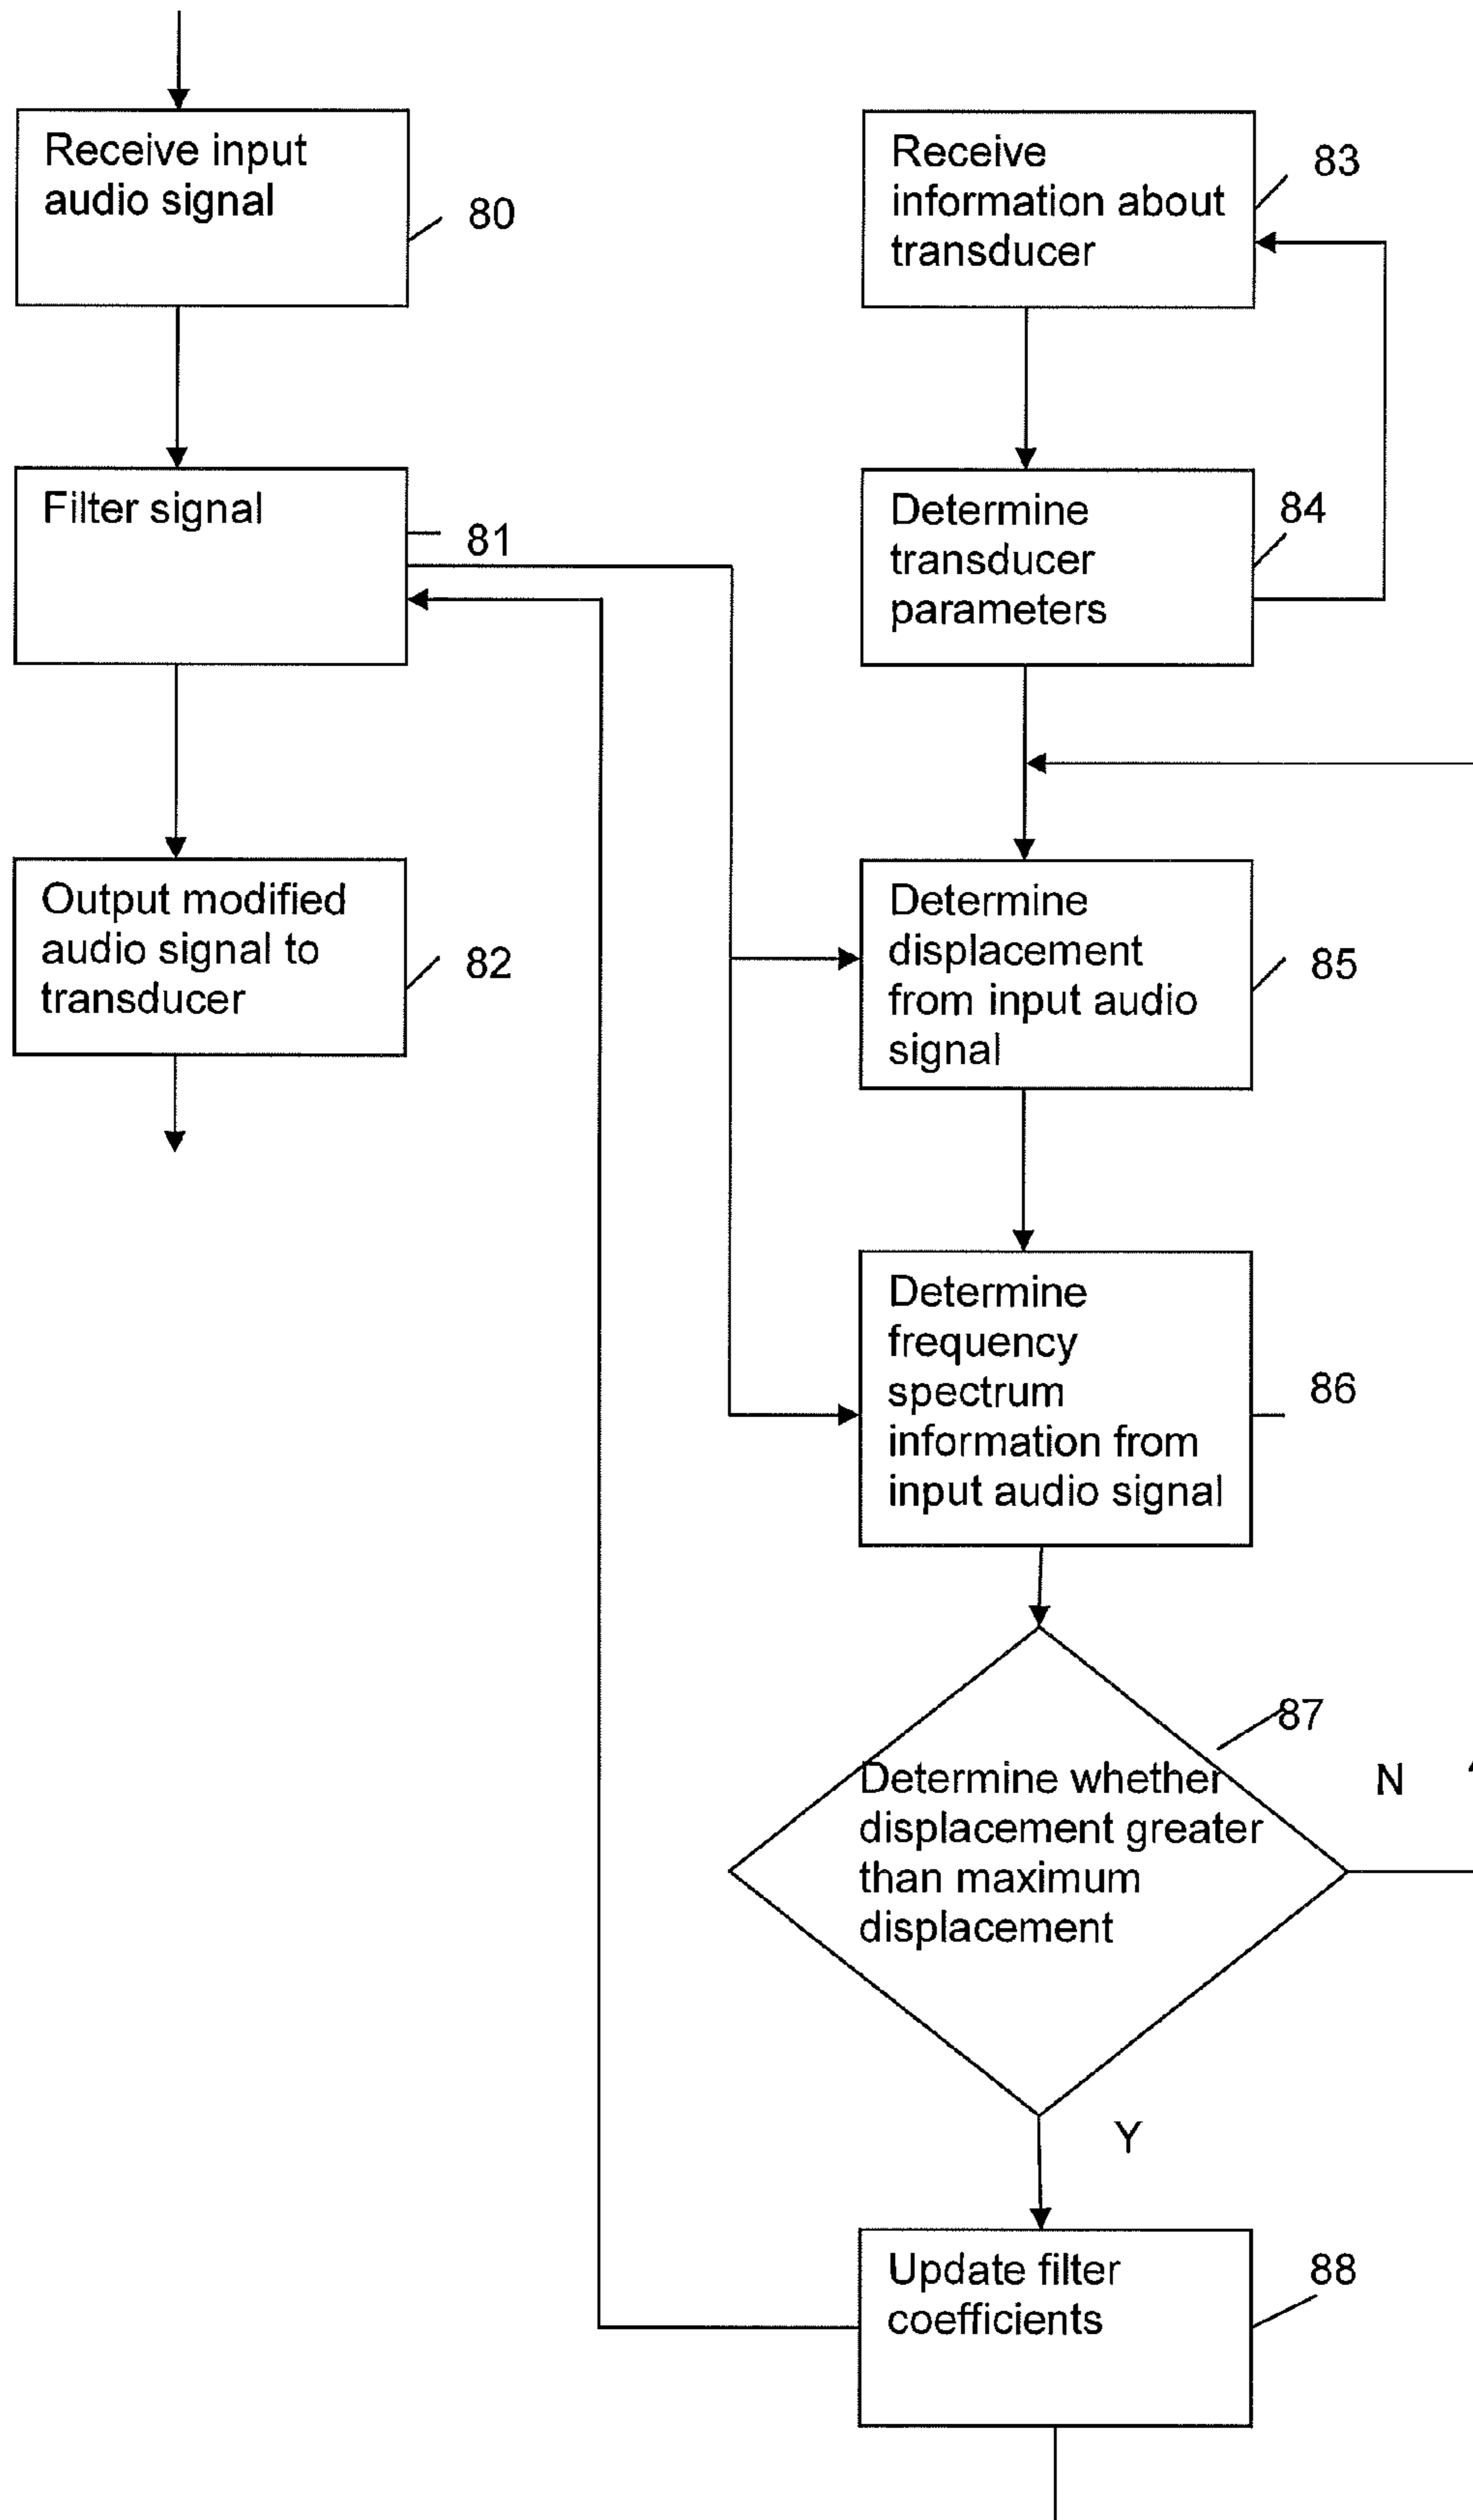 Receive input
audio signal
80
Filter signal
81
Output modified
audio signal to
transducer
82
Receive
information about
transducer
83
Determine
transducer
parameters
84
Determine
displacement
from input audio
signal
85
Determine
frequency
spectrum
information from
input audio signal
86
Determine whether
displacement greater
than maximum
displacement
87
N
Y
Update filter
coefficients
88